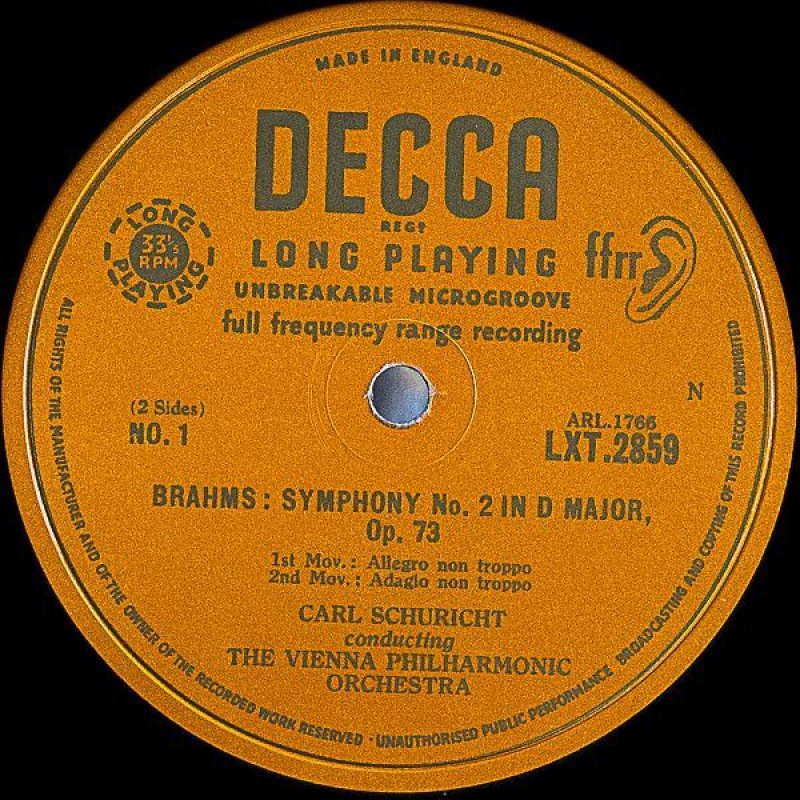 MADE IN ENGLAND
DECCA
REGD
LONG PLAYING
UNBREAKABLE MICROGROOVE
full frequency range recording
LONG
33⅓
RPM
PLAYING
ffrr
(2 Sides)
NO. 1
N
ARL.1766
LXT.2859
BRAHMS : SYMPHONY No. 2 IN D MAJOR,
Op. 73
1st Mov. : Allegro non troppo
2nd Mov. : Adagio non troppo
CARL SCHURICHT
conducting
THE VIENNA PHILHARMONIC
ORCHESTRA
ALL RIGHTS OF THE MANUFACTURER AND OF THE OWNER OF THE RECORDED WORK RESERVED · UNAUTHORISED PUBLIC PERFORMANCE BROADCASTING AND COPYING OF THIS RECORD PROHIBITED